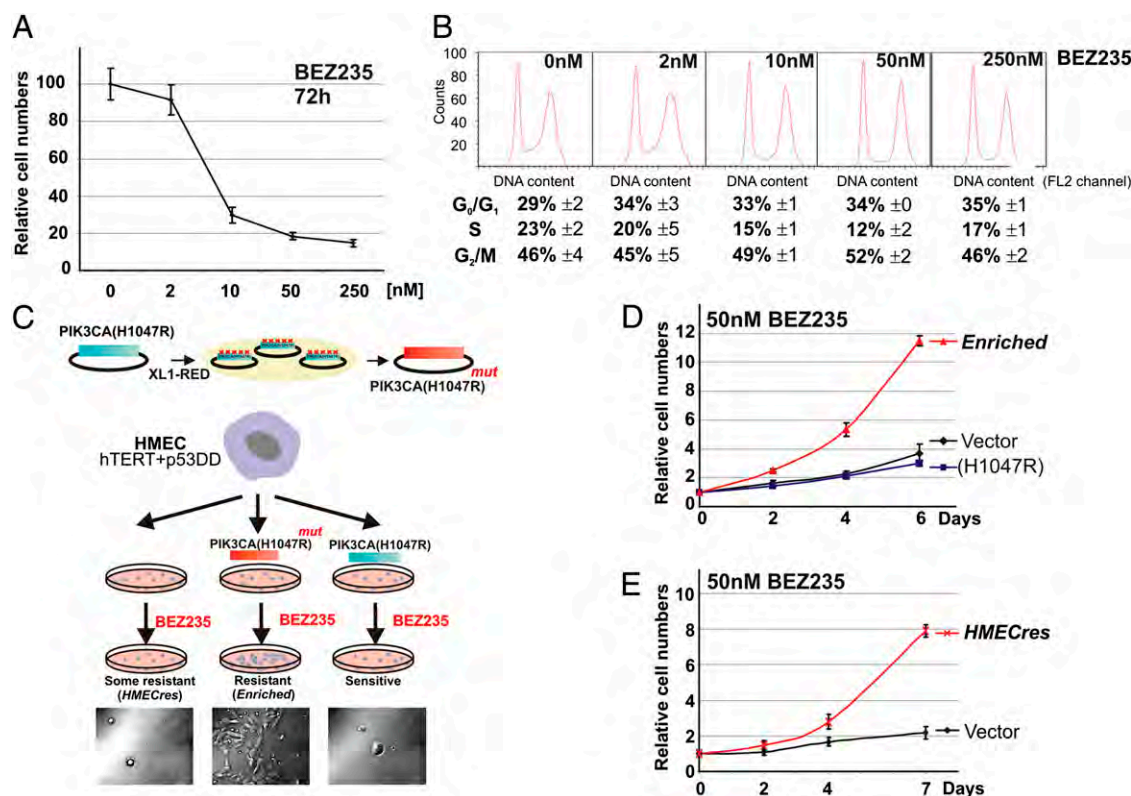 A
BEZ235
72h
Relative cell numbers
100
80
60
40
20
0
0 2 10 50 250 [nM]
B
0nM 2nM 10nM 50nM 250nM BEZ235
Counts
100
80
60
40
20
DNA content DNA content DNA content DNA content DNA content (FL2 channel)
G0/G1 29% ±2 34% ±3 33% ±1 34% ±0 35% ±1
S 23% ±2 20% ±5 15% ±1 12% ±2 17% ±1
G2/M 46% ±4 45% ±5 49% ±1 52% ±2 46% ±2
C
PIK3CA(H1047R)
XL1-RED
mut
PIK3CA(H1047R)
HMEC
hTERT+p53DD
mut
PIK3CA(H1047R) PIK3CA(H1047R)
BEZ235 BEZ235 BEZ235
Some resistant Resistant Sensitive
(HMECres) (Enriched)
D
50nM BEZ235
Relative cell numbers
12
10
8
6
4
2
0
0 2 4 6 Days
Enriched
Vector
(H1047R)
E
50nM BEZ235
Relative cell numbers
10
8
6
4
2
0
0 2 4 7 Days
HMECres
Vector